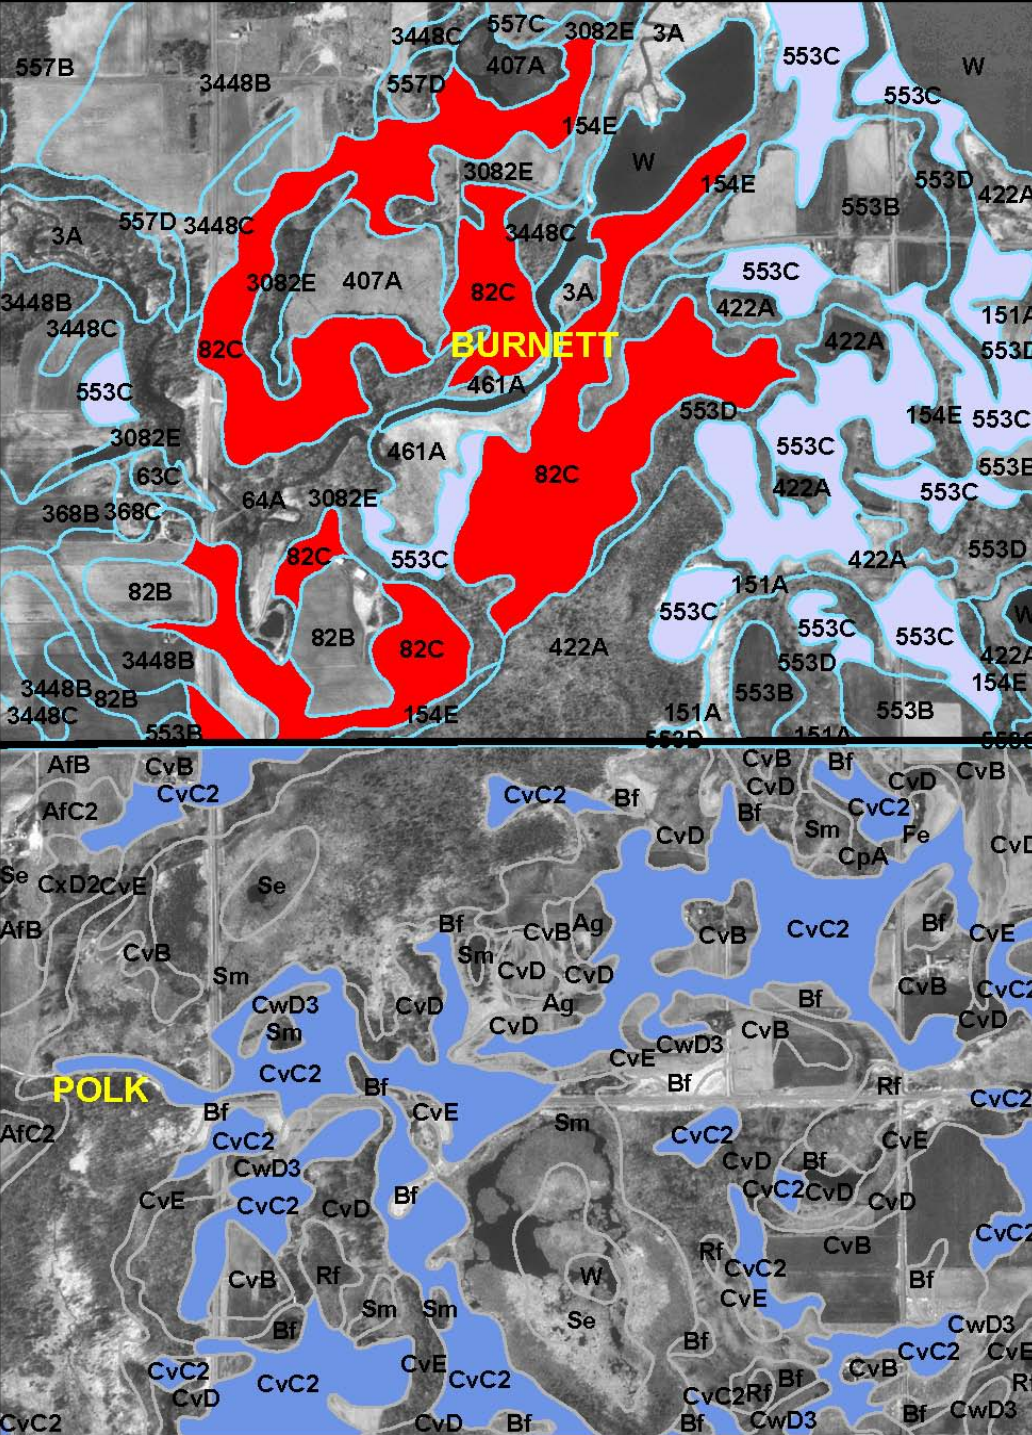 557C
3448C
3082E
3A
553C
557B
407A
W
3448B
557D
553C
154E
W
3082E
154E
553D
422A
553B
557D
3448C
3448C
3A
553C
407A
3082E
82C
3A
3448B
422A
3448C
422A
82C
BURNETT
461A
553C
553D
154E
553C
3082E
461A
553C
63C
82C
553C
422A
64A
3082E
368B
368C
82C
553C
422A
553D
151A
82B
553C
553C
82B
553C
82C
422A
3448B
553D
3448B
82B
553B
154E
3448C
154E
151A
553B
553B
AfB
CvB
CvB
Bf
CvB
CvC2
CvC2
Bf
CvD
CvD
AfC2
Bf
CvC2
CvD
Sm
Fe
CpA
Se
CxD2
CvE
Se
AfB
Bf
CvB
Ag
CvB
CvC2
Bf
CvE
CvB
Sm
Sm
CvD
CvD
CvB
CvC2
CwD3
CvD
Ag
Bf
Sm
CvD
CvB
CvD
CvC2
CvE
CwD3
POLK
Bf
Bf
Rf
Bf
CvE
Sm
CvC2
AfC2
CvC2
CvC2
CvE
CwD3
CvD
Bf
CvE
CvC2
CvD
Bf
CvC2
CvD
CvD
CvC2
CvB
Rf
CvC2
CvB
Rf
W
Bf
Sm
Sm
Se
CvE
Bf
Bf
CwD3
CvC2
CvE
CvB
CvC2
CvC2
CvE
CvC2
CvD
CvC2
Rf
Bf
CvC2
CvD
Bf
Bf
CwD3
Bf
CwD3